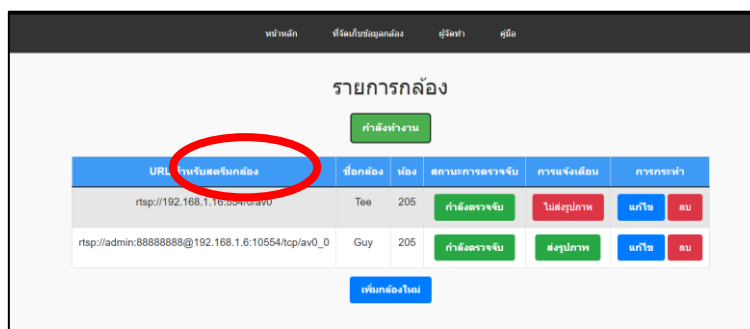 หน้าหลัก ที่จัดเก็บข้อมูลกล้อง ผู้จัดทำ คู่มือ
รายการกล้อง
กำลังทำงาน
URL สำหรับสตรีมกล้อง ชื่อกล้อง ห้อง สถานะการตรวจจับ การแจ้งเตือน การกระทำ
rtsp://192.168.1.16:554/0/av0 Tee 205 กำลังตรวจจับ ไม่ส่งรูปภาพ แก้ไข ลบ
rtsp://admin:88888888@192.168.1.6:10554/tcp/av0_0 Guy 205 กำลังตรวจจับ ส่งรูปภาพ แก้ไข ลบ
เพิ่มกล้องใหม่